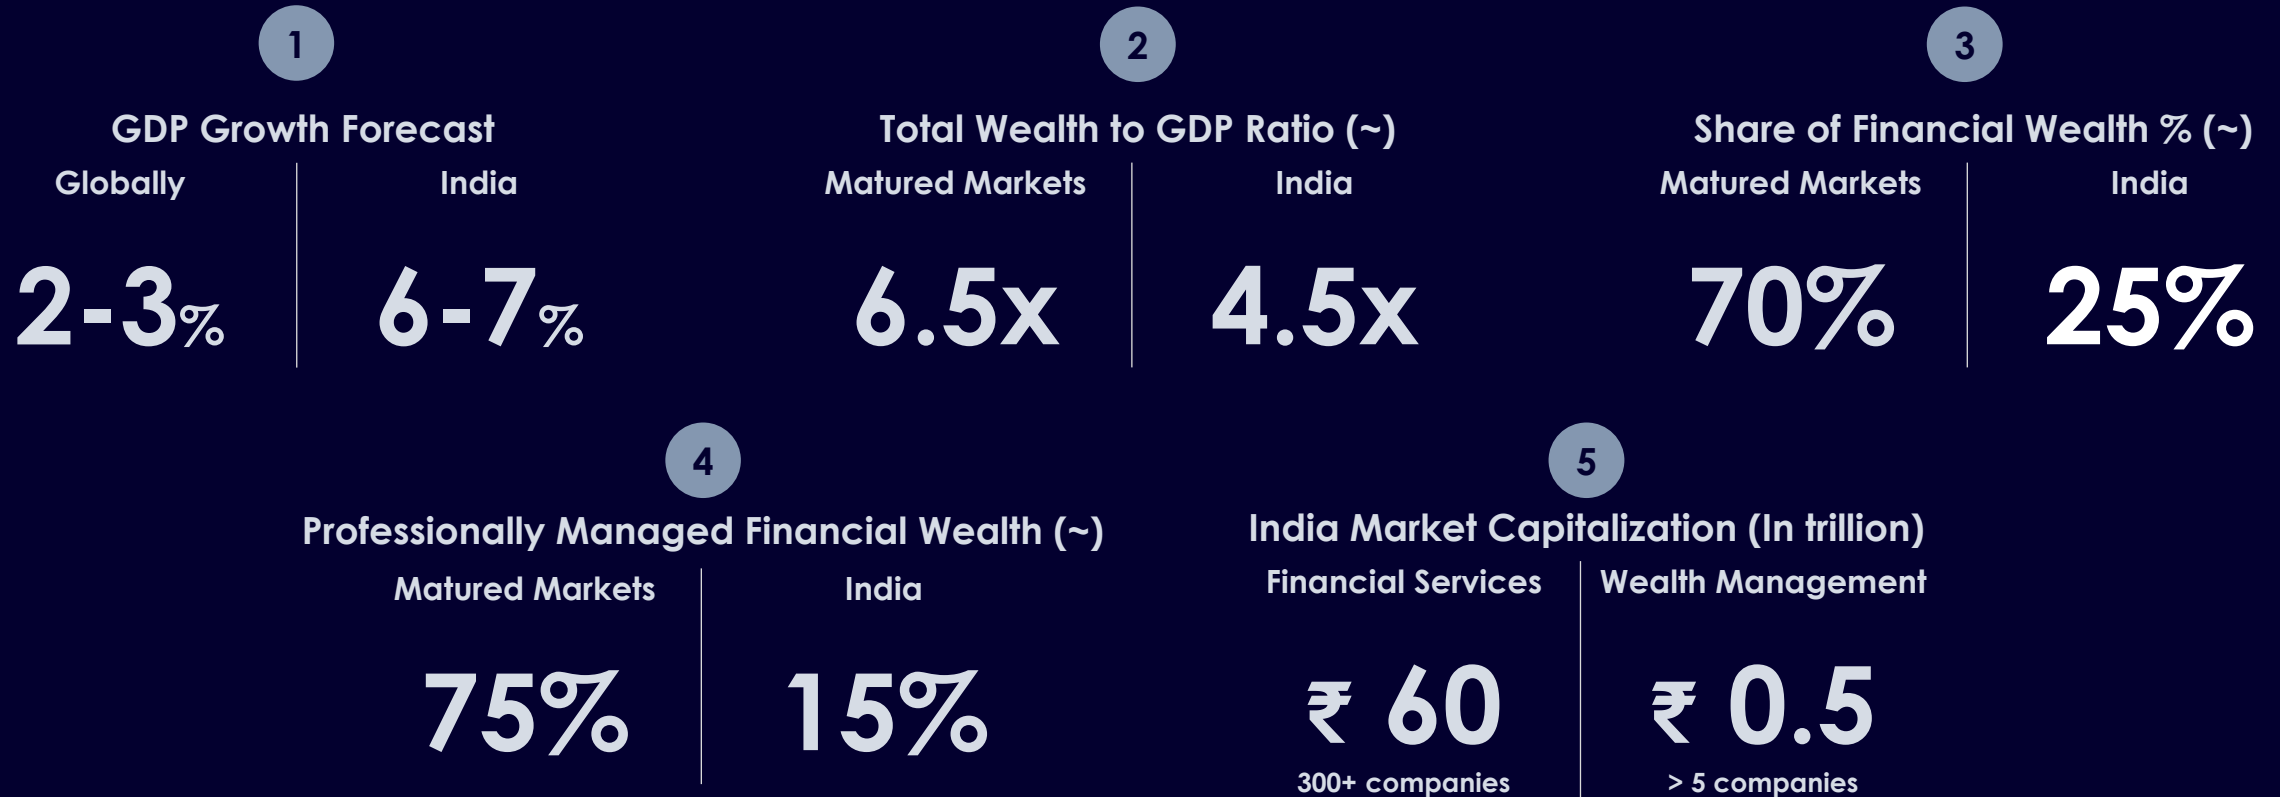 1
GDP Growth Forecast
Globally
India
2-3%
6-7%
2
Total Wealth to GDP Ratio (~)
Matured Markets
India
6.5x
4.5x
3
Share of Financial Wealth % (~)
Matured Markets
India
70%
25%
4
Professionally Managed Financial Wealth (~)
Matured Markets
India
75%
15%
5
India Market Capitalization (In trillion)
Financial Services
Wealth Management
₹ 60
₹ 0.5
300+ companies
> 5 companies